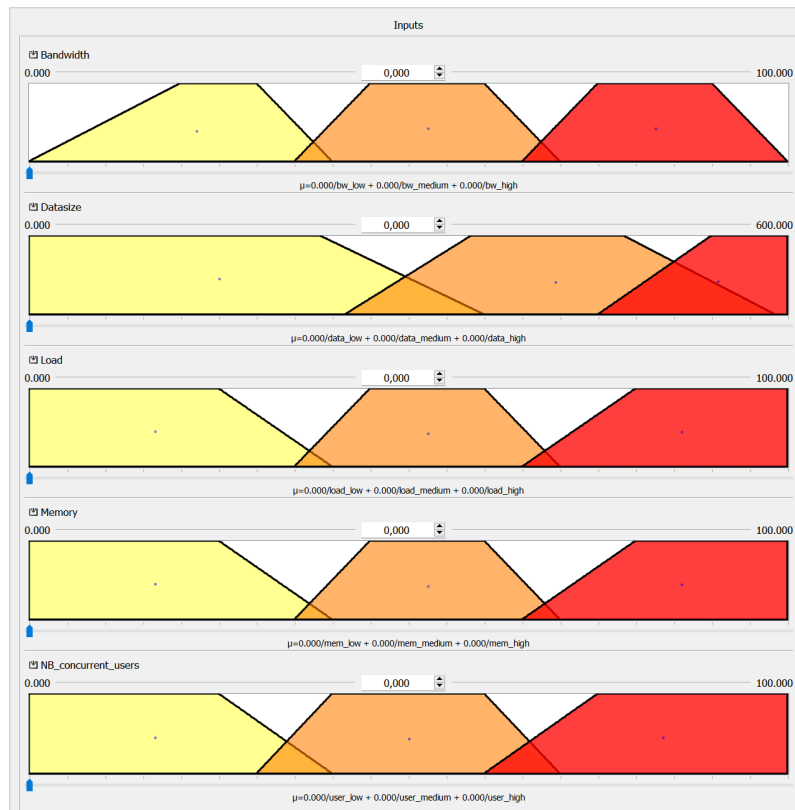 Inputs
Bandwidth
0.000 0,000 100.000
μ=0.000/bw_low + 0.000/bw_medium + 0.000/bw_high
Datasize
0.000 0,000 600.000
μ=0.000/data_low + 0.000/data_medium + 0.000/data_high
Load
0.000 0,000 100.000
μ=0.000/load_low + 0.000/load_medium + 0.000/load_high
Memory
0.000 0,000 100.000
μ=0.000/mem_low + 0.000/mem_medium + 0.000/mem_high
NB_concurrent_users
0.000 0,000 100.000
μ=0.000/user_low + 0.000/user_medium + 0.000/user_high